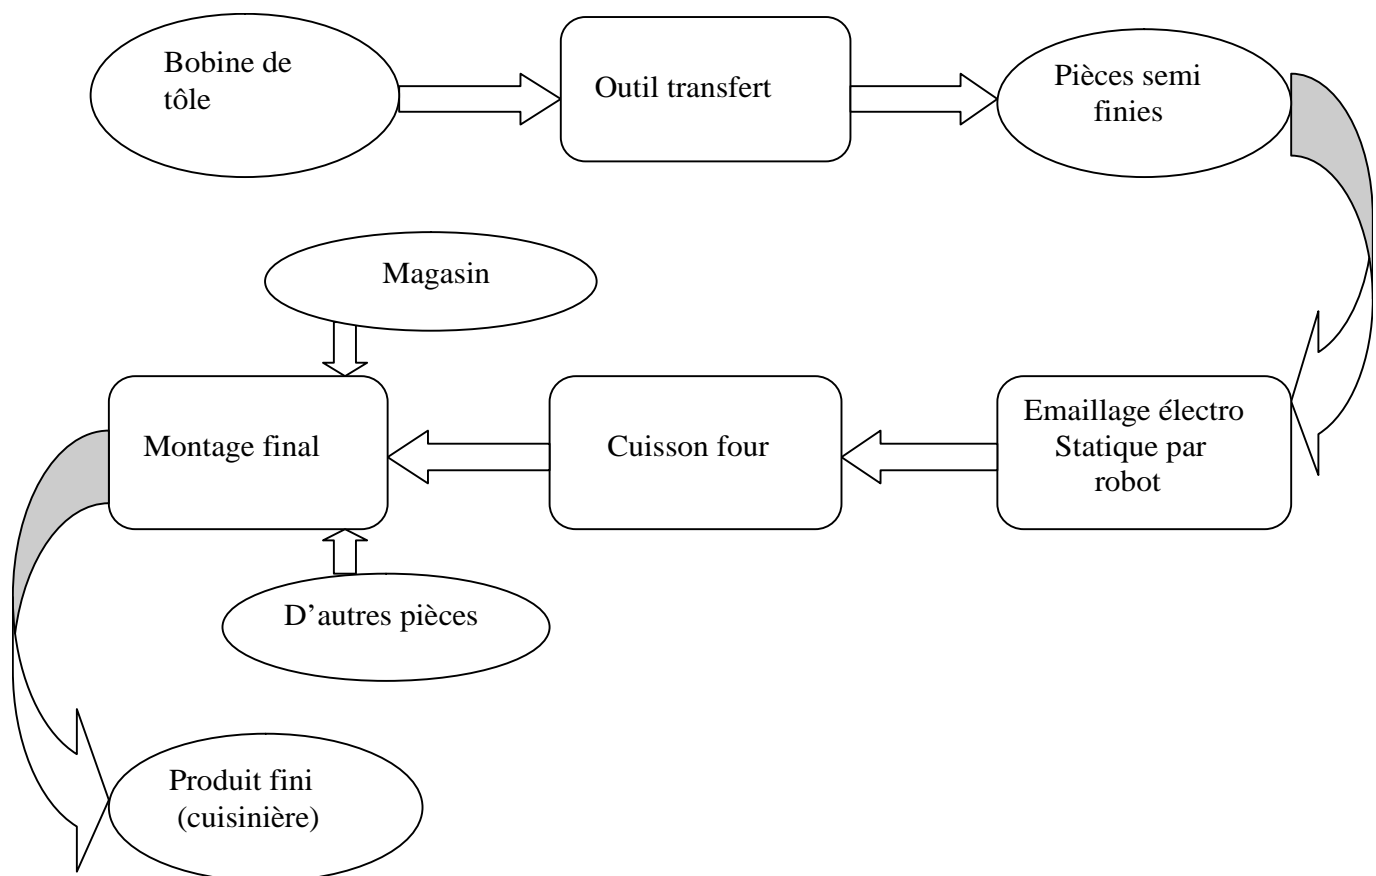 Bobine de
tôle
Outil transfert
Pièces semi
finies
Magasin
Emaillage électro
Statique par
robot
Cuisson four
Montage final
D’autres pièces
Produit fini
(cuisinière)